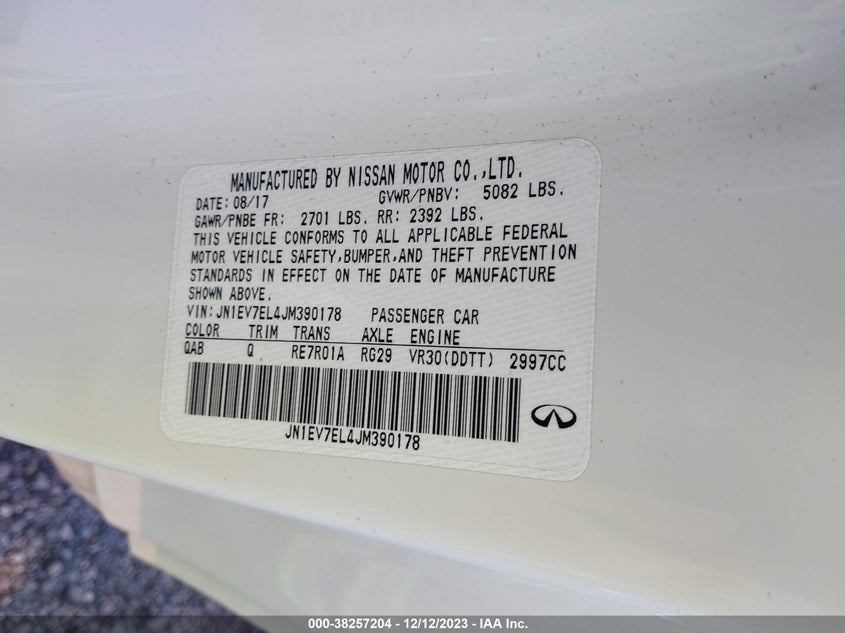 MANUFACTURED BY NISSAN MOTOR CO.,LTD.
DATE:08/17 GVWR/PNBV: 5082 LBS.
GAWR/PNBE FR: 2701 LBS. RR: 2392 LBS.
THIS VEHICLE CONFORMS TO ALL APPLICABLE FEDERAL
MOTOR VEHICLE SAFETY,BUMPER,AND THEFT PREVENTION
STANDARDS IN EFFECT ON THE DATE OF MANUFACTURE
SHOWN ABOVE.
VIN:JN1EV7EL4JM390178 PASSENGER CAR
COLOR TRIM TRANS AXLE ENGINE
QAB Q RE7R01A RG29 VR30(DDTT) 2997CC
JN1EV7EL4JM390178
000-38257204 - 12/12/2023 - IAA Inc.